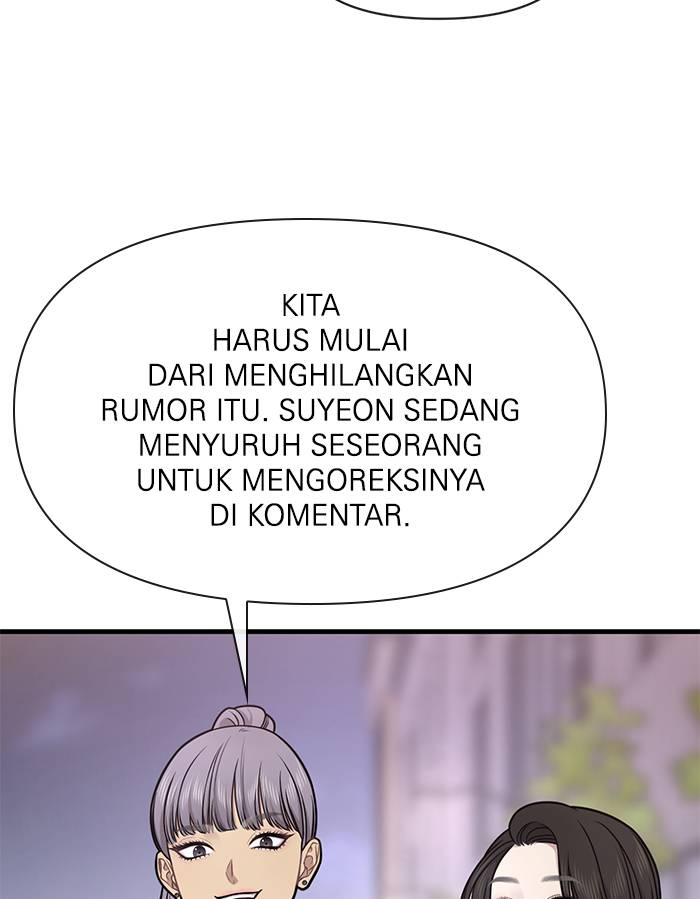 KITA
HARUS MULAI
DARI MENGHILANGKAN
RUMOR ITU. SUYEON SEDANG
MENYURUH SESEORANG
UNTUK MENGOREKSINYA
DI KOMENTAR.